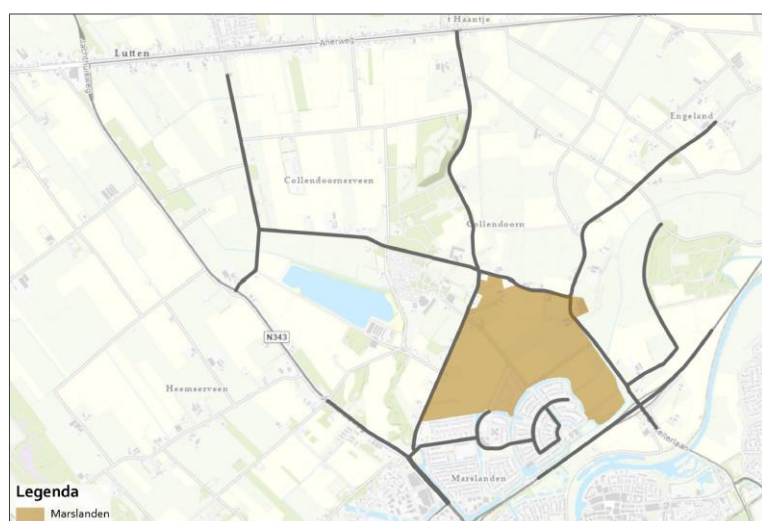 't Haantje
Anerweg
Lutten
Engeland
Collendoornerveen
Collendoorn
N343
Heemserveen
Marslanden
Legenda
Marslanden